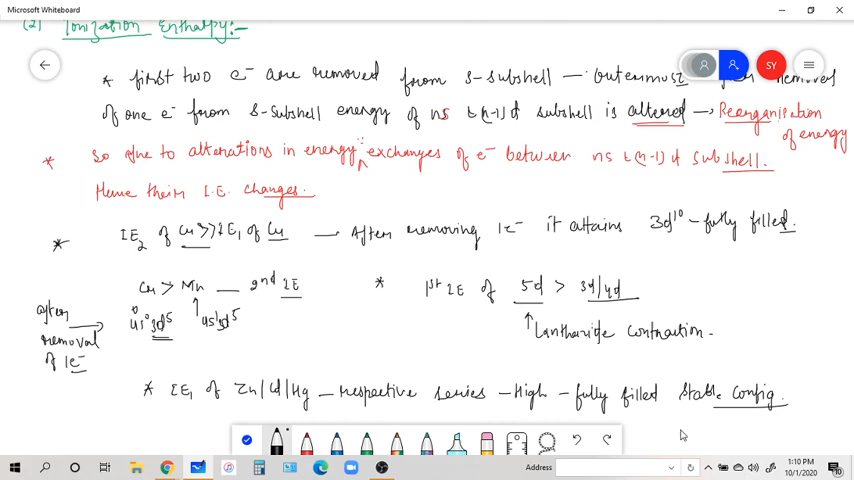 Microsoft Whiteboard
(2) Ionization Enthalpy:-
* first two e⁻ are removed from s-subshell — outermost removal
of one e⁻ from s-subshell energy of ns & (n-1)d subshell is altered → Reorganisation of energy
* So due to alterations in energy ∴ exchanges of e⁻ between ns & (n-1)d subshell.
Hence their I.E. changes.
* IE₂ of Cu >> IE₁ of Cu — After removing 1e⁻ it attains 3d¹⁰ - fully filled.
Mn — 2nd IE
* 1st IE of 5d > 3d/4d
after removal of 1e⁻ → 4s⁰3d⁵ 4s¹3d⁵
↑ Lanthanide contraction.
* IE₁ of Zn/Cd/Hg — respective series - High - fully filled stable config.
SY
Address
1:10 PM
10/1/2020